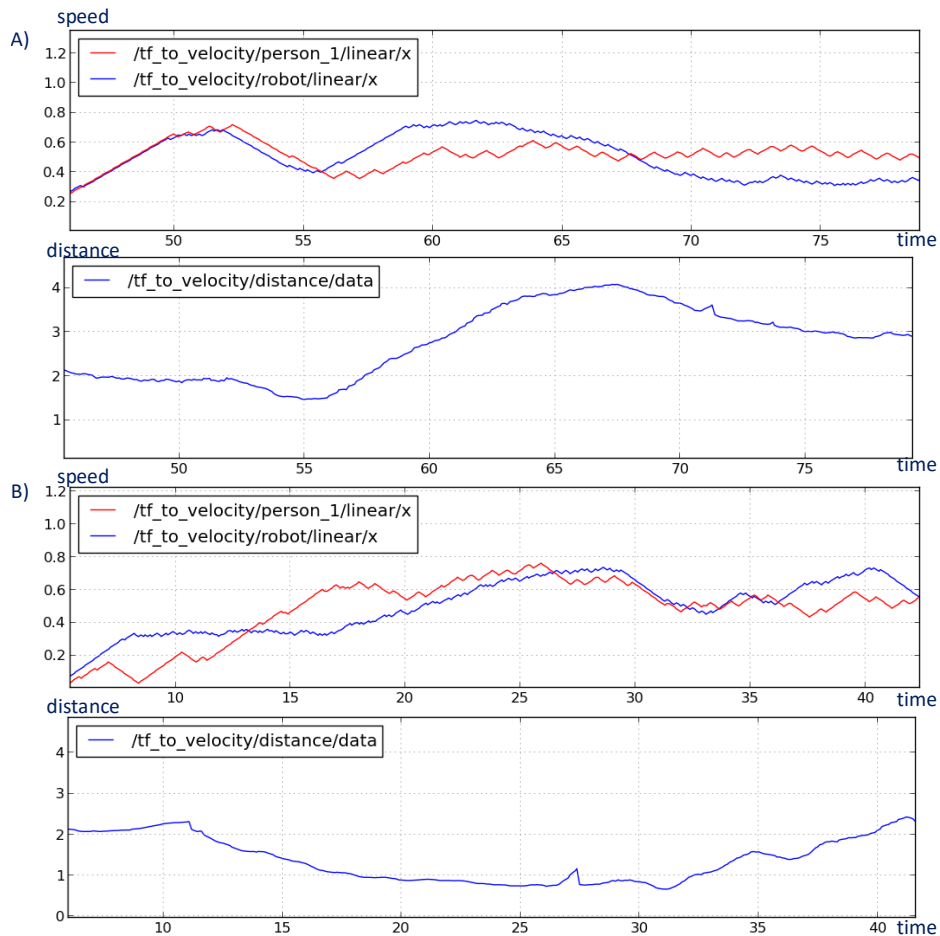 speed
A)
1.2
1.0
0.8
0.6
0.4
0.2
/tf_to_velocity/person_1/linear/x
/tf_to_velocity/robot/linear/x
50 55 60 65 70 75
time
distance
4
3
2
1
/tf_to_velocity/distance/data
50 55 60 65 70 75
time
speed
B)
1.2
1.0
0.8
0.6
0.4
0.2
/tf_to_velocity/person_1/linear/x
/tf_to_velocity/robot/linear/x
10 15 20 25 30 35 40
time
distance
4
3
2
1
0
/tf_to_velocity/distance/data
10 15 20 25 30 35 40
time